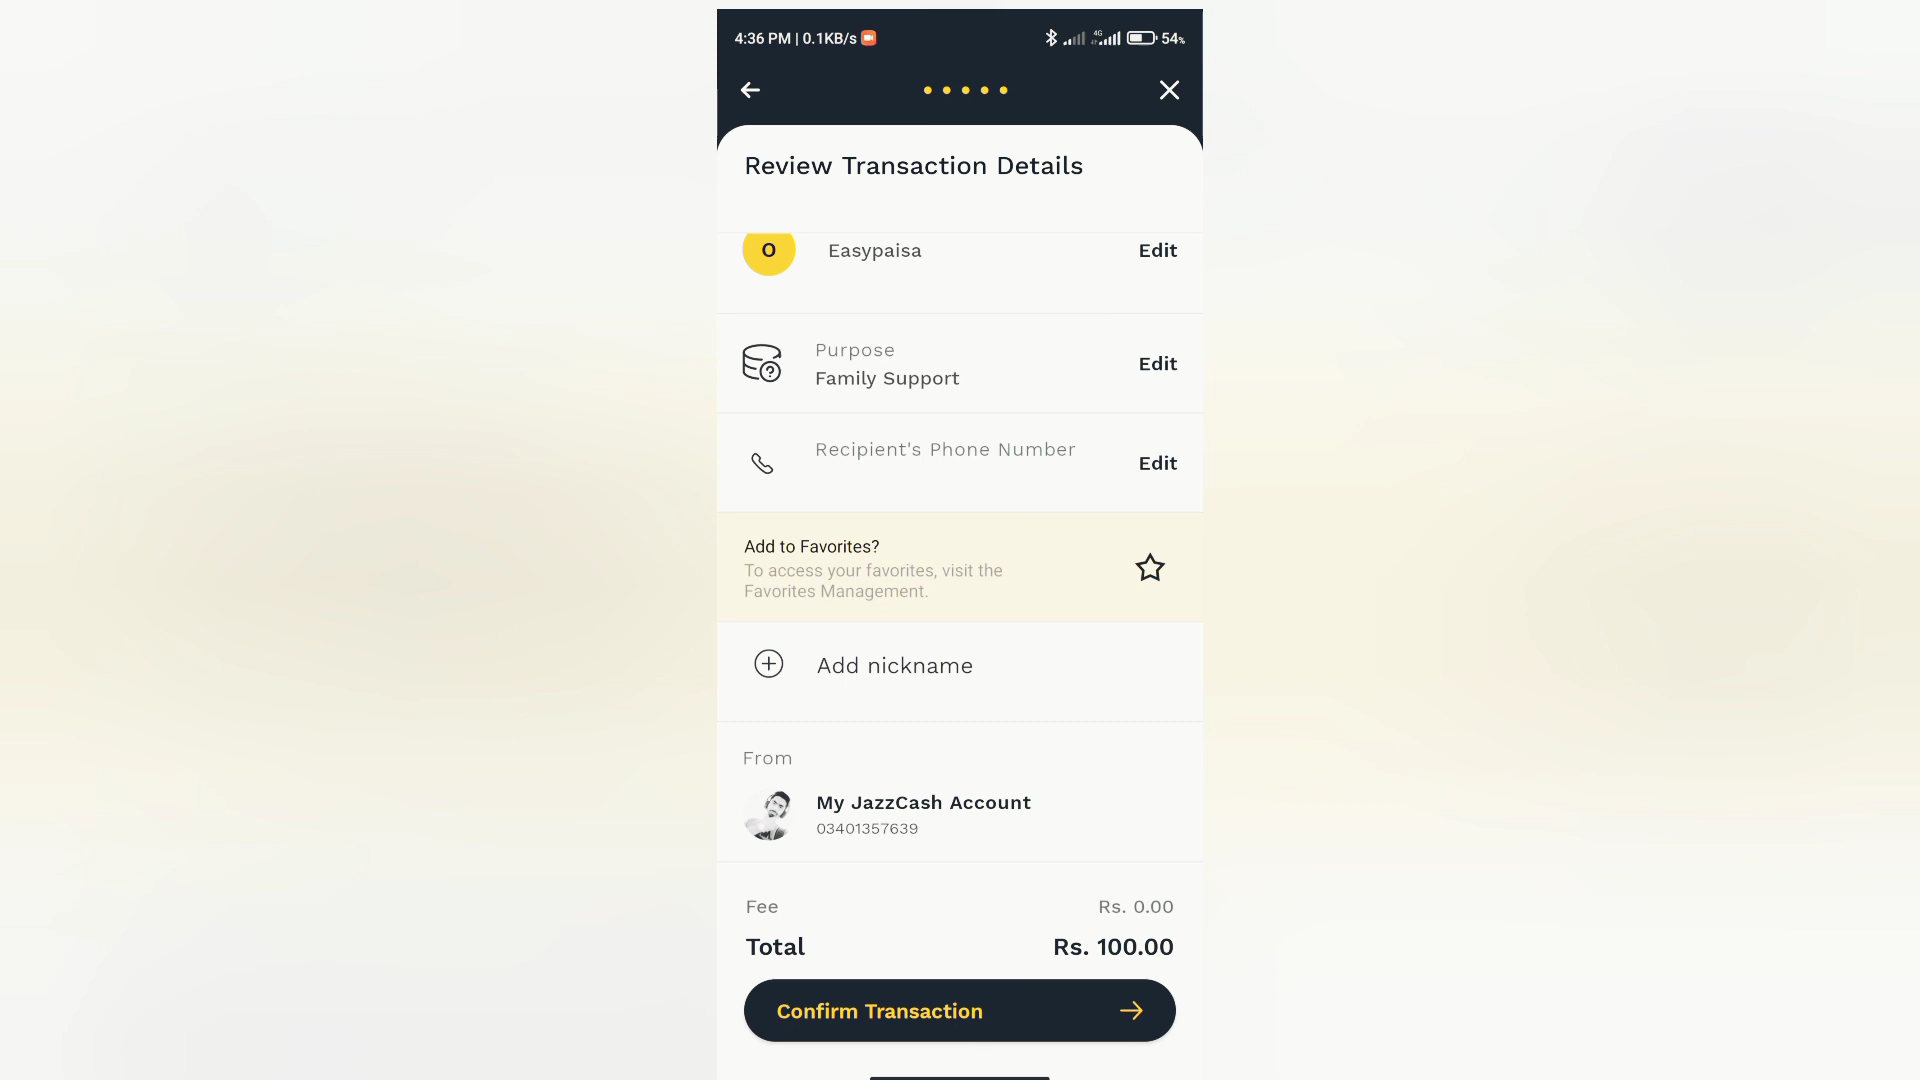 4:36 PM | 0.1KB/s
4G
54%
Review Transaction Details
O
Easypaisa
Edit
Purpose
Family Support
Edit
Recipient's Phone Number
Edit
Add to Favorites?
To access your favorites, visit the
Favorites Management.
Add nickname
From
My JazzCash Account
03401357639
Fee
Rs. 0.00
Total
Rs. 100.00
Confirm Transaction